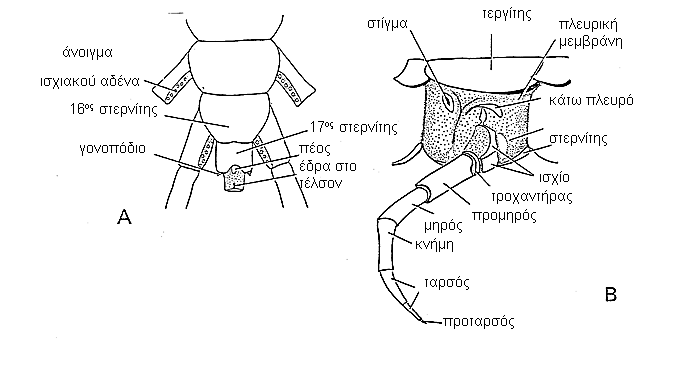 άνοιγμα
ισχιακού αδένα
16ος στερνίτης
17ος στερνίτης
γονοπόδιο
πέος
έδρα στο
τέλσον
Α
στίγμα
τεργίτης
πλευρική
μεμβράνη
κάτω πλευρό
στερνίτης
ισχίο
τροχαντήρας
προμηρός
μηρός
κνήμη
ταρσός
προταρσός
Β